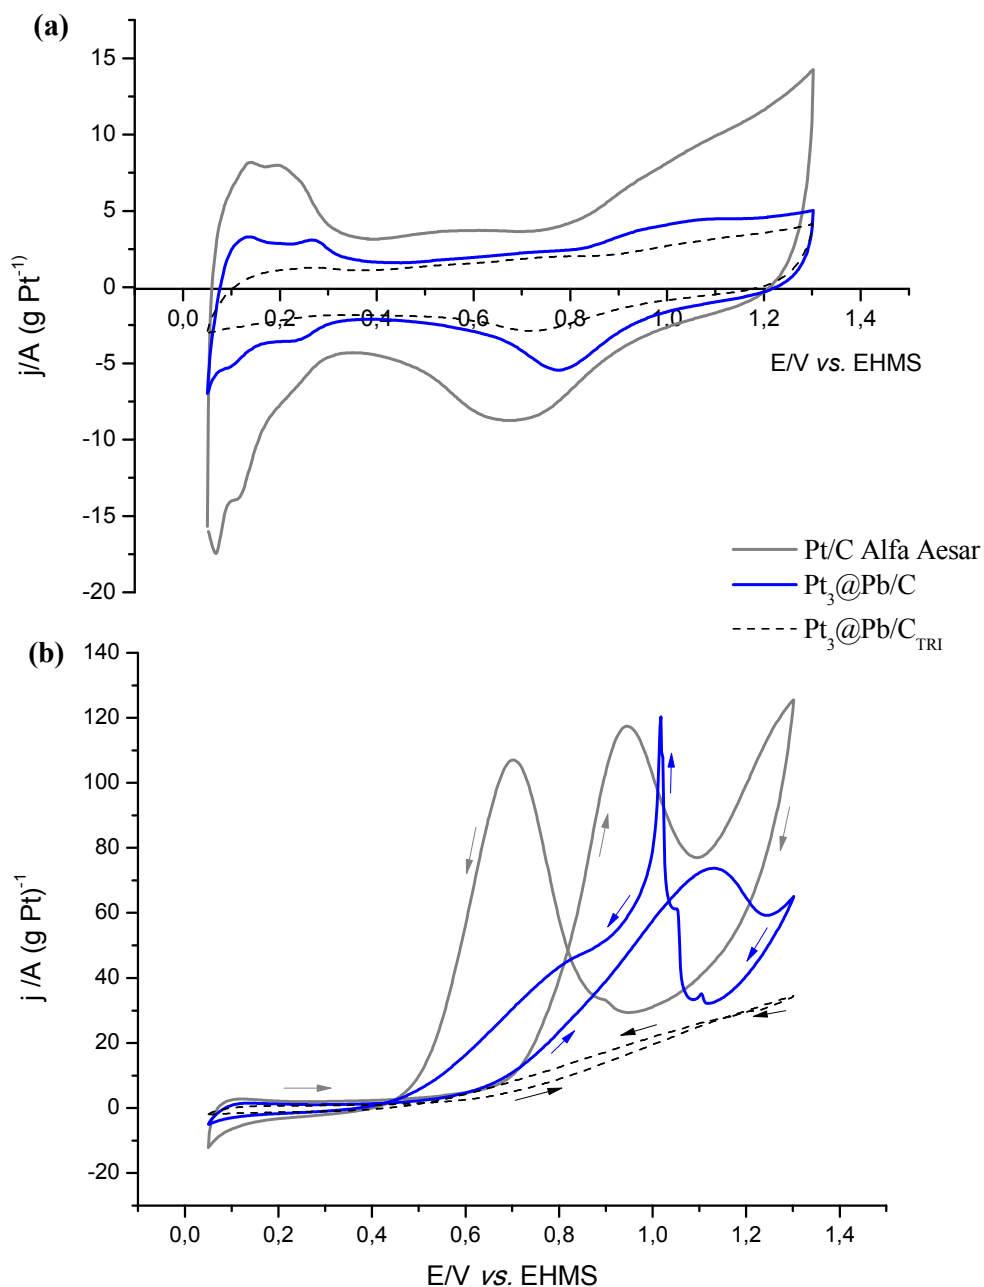 (a)
15
10
5
0
-5
-10
-15
-20
0,0 0,2 0,4 0,6 0,8 1,0 1,2 1,4
j/A (g Pt⁻¹⁾
E/V vs. EHMS
Pt/C Alfa Aesar
Pt₃@Pb/C
Pt₃@Pb/C_TRI
(b)
140
120
100
80
60
40
20
0
-20
0,0 0,2 0,4 0,6 0,8 1,0 1,2 1,4
j /A (g Pt)⁻¹
E/V vs. EHMS